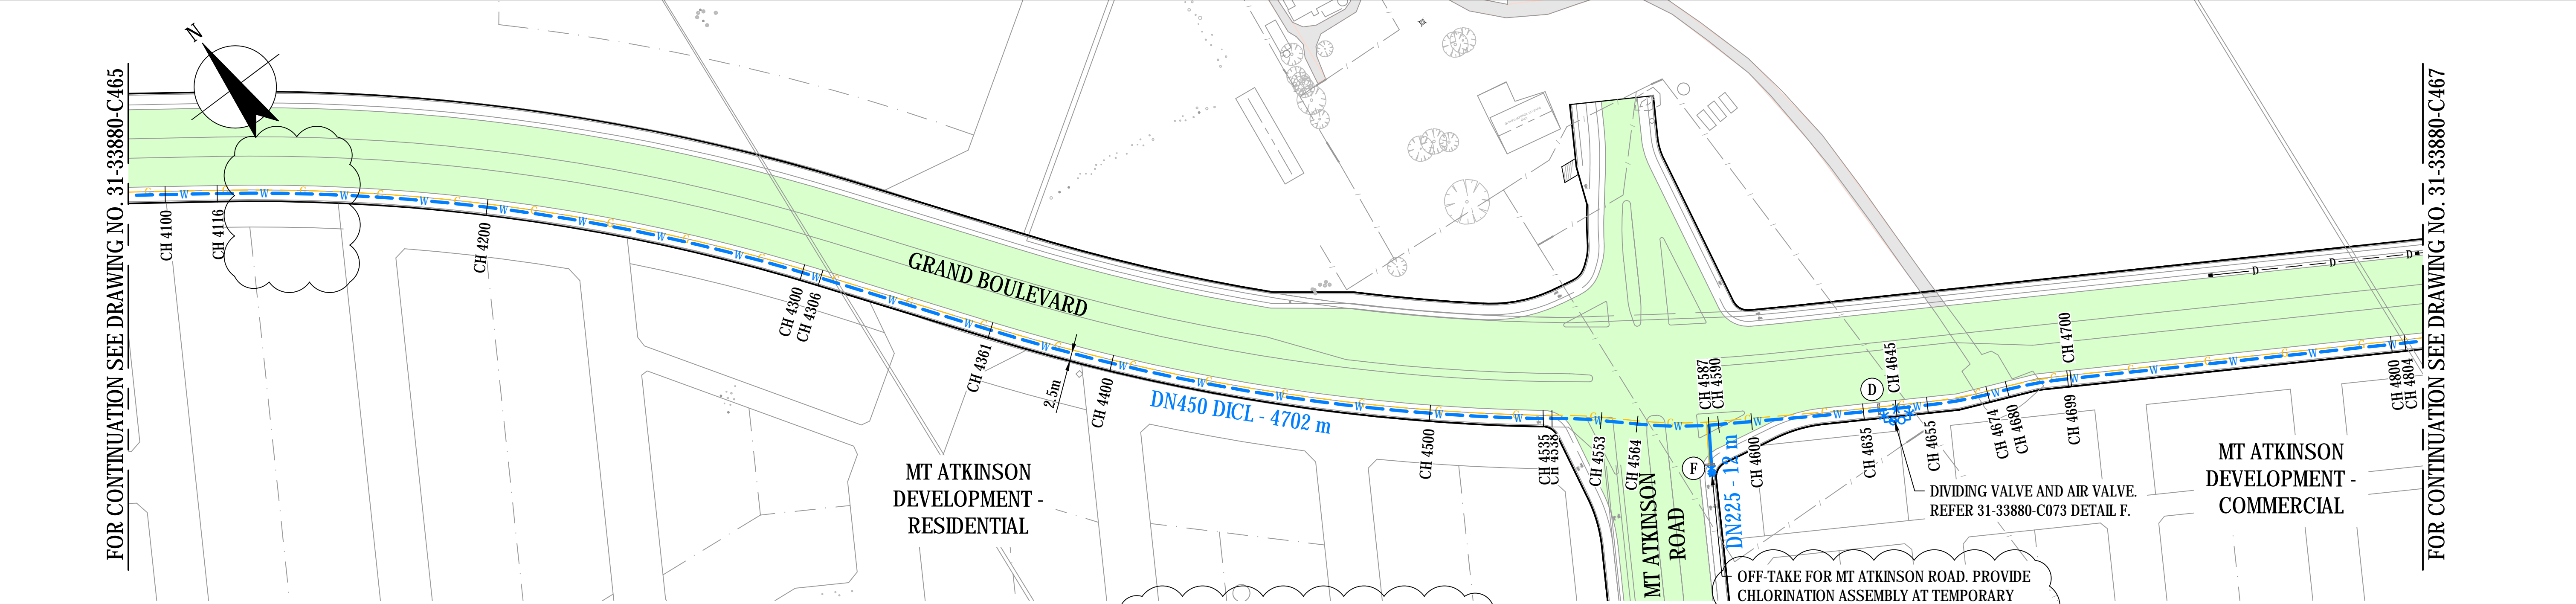 N
FOR CONTINUATION SEE DRAWING NO. 31-33880-C465
CH 4100
CH 4116
CH 4200
CH 4300
CH 4306
CH 4361
2.5m
CH 4400
GRAND BOULEVARD
DN450 DICL - 4702 m
CH 4500
CH 4535
CH 4538
CH 4553
CH 4564
CH 4587
CH 4590
CH 4600
CH 4635
D
CH 4645
CH 4655
CH 4674
CH 4680
CH 4699
CH 4700
CH 4800
CH 4804
F
DN225 - 12 m
MT ATKINSON
ROAD
MT ATKINSON
DEVELOPMENT -
RESIDENTIAL
DIVIDING VALVE AND AIR VALVE.
REFER 31-33880-C073 DETAIL F.
MT ATKINSON
DEVELOPMENT -
COMMERCIAL
OFF-TAKE FOR MT ATKINSON ROAD. PROVIDE
CHLORINATION ASSEMBLY AT TEMPORARY
D D D
FOR CONTINUATION SEE DRAWING NO. 31-33880-C467